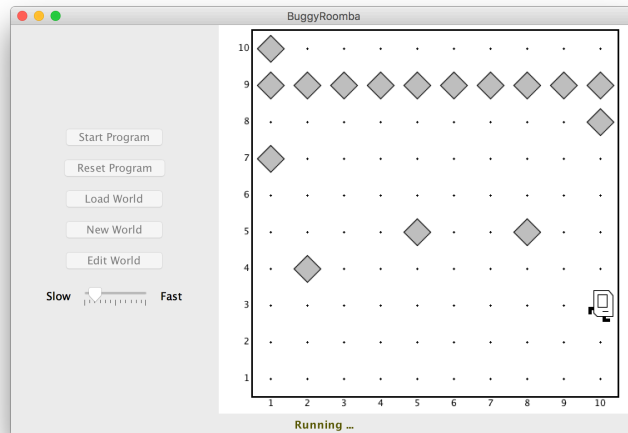 BuggyRoomba
Start Program
Reset Program
Load World
New World
Edit World
Slow Fast
10
9
8
7
6
5
4
3
2
1
1 2 3 4 5 6 7 8 9 10
Running ...